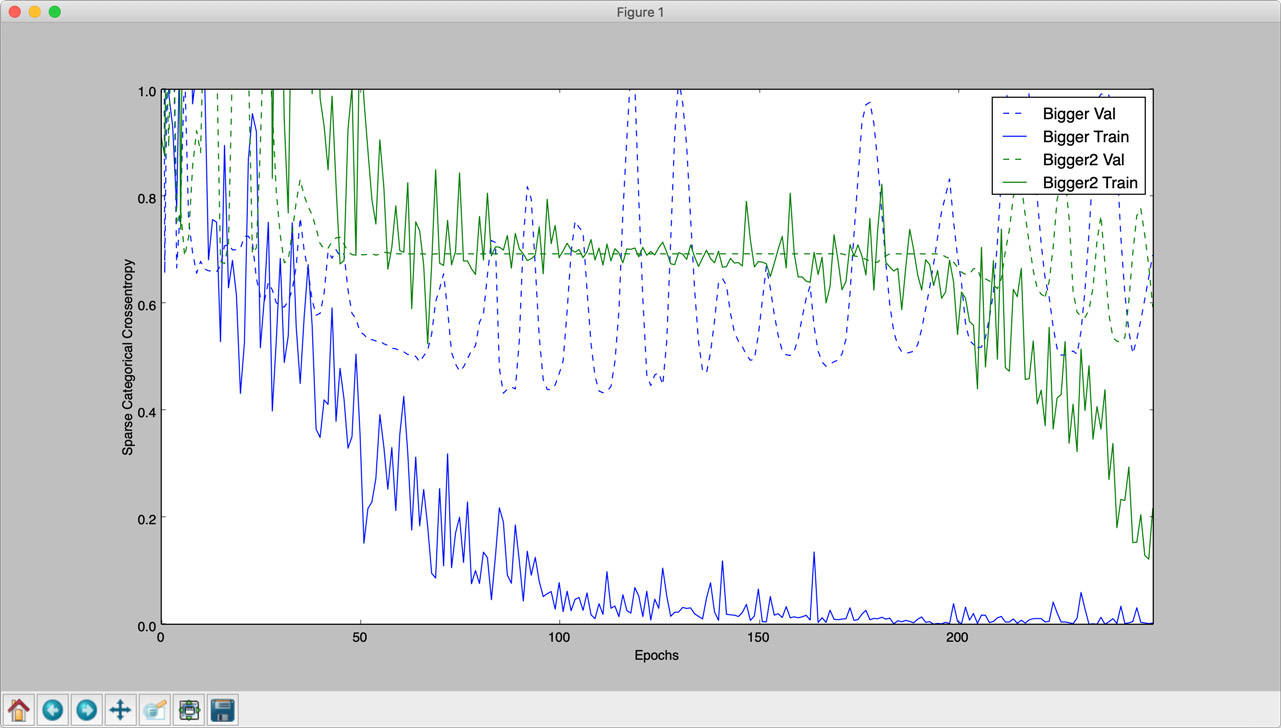 Figure 1
1.0
0.8
0.6
0.4
0.2
0.0
Sparse Categorical Crossentropy
0
50
100
150
200
Epochs
Bigger Val
Bigger Train
Bigger2 Val
Bigger2 Train